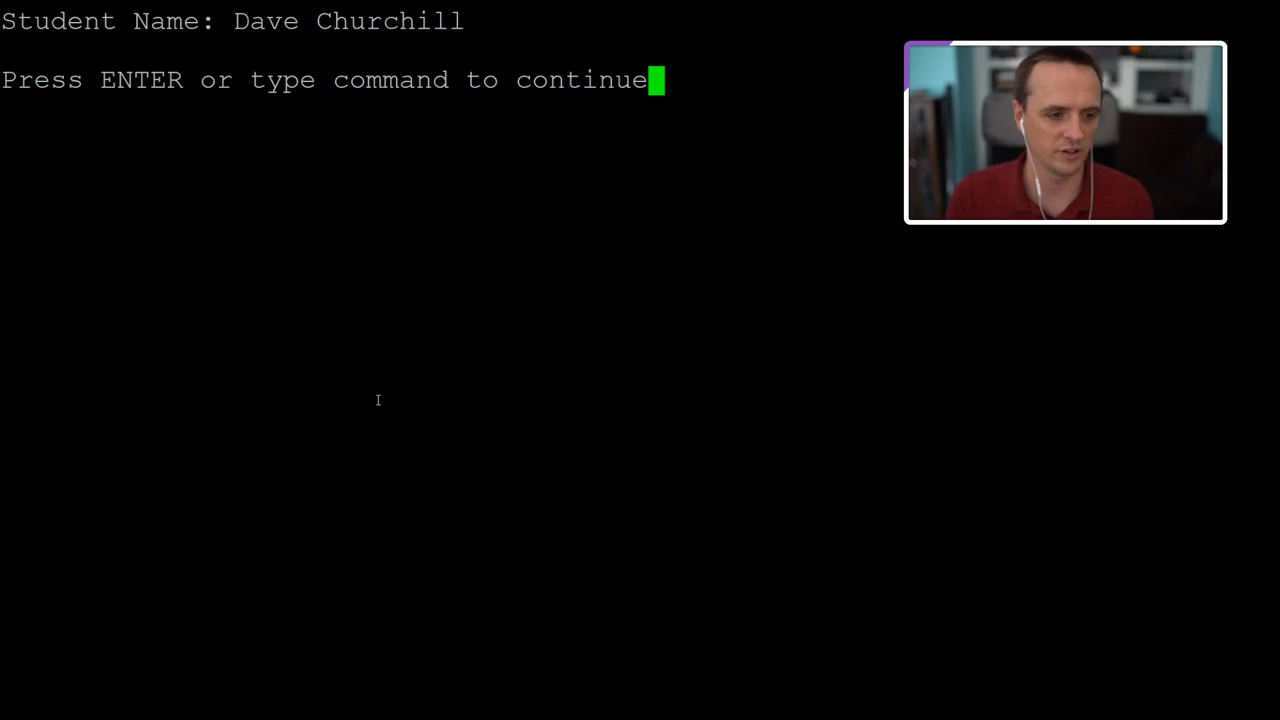 Student Name: Dave Churchill
Press ENTER or type command to continue